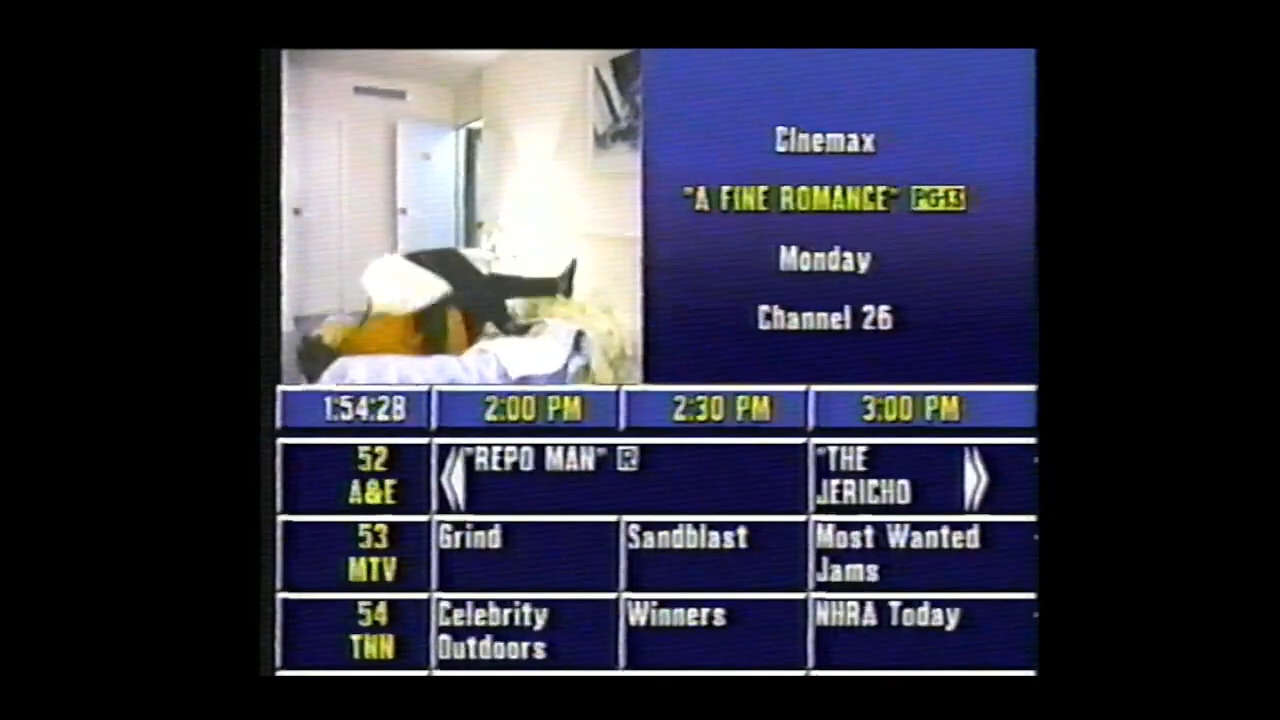 Cinemax
"A FINE ROMANCE" PG-13
Monday
Channel 26
1:54:28 2:00 PM 2:30 PM 3:00 PM
52 A&E "REPO MAN" R "THE JERICHO
53 MTV Grind Sandblast Most Wanted Jams
54 TNN Celebrity Outdoors Winners NHRA Today